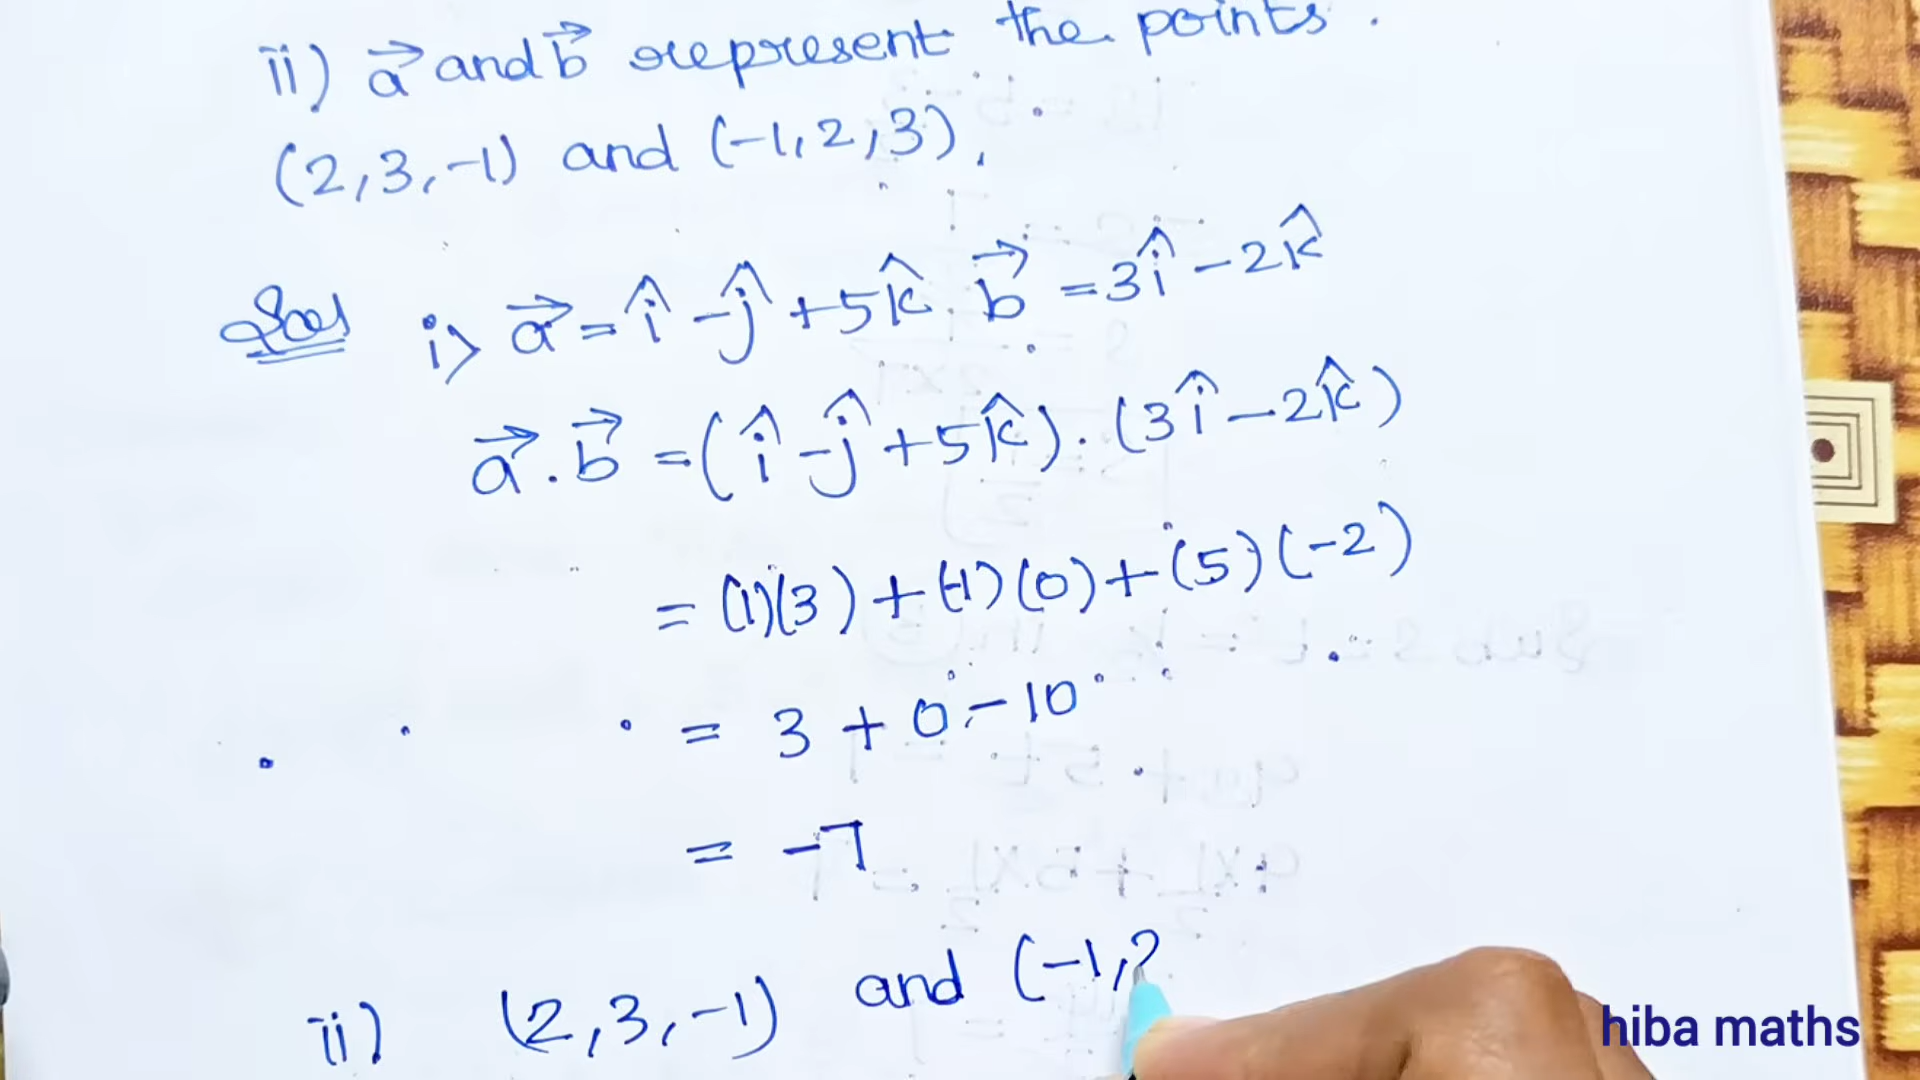 ii) a⃗ and b⃗ represent the points.
(2,3,-1) and (-1,2,3).
Sol i) a⃗ = î - ĵ + 5k̂. b⃗ = 3î - 2k̂
a⃗.b⃗ = (î - ĵ + 5k̂).(3î - 2k̂)
= (1)(3) + (-1)(0) + (5)(-2)
= 3 + 0 - 10
= -7
ii) (2,3,-1) and (-1,2
hiba maths